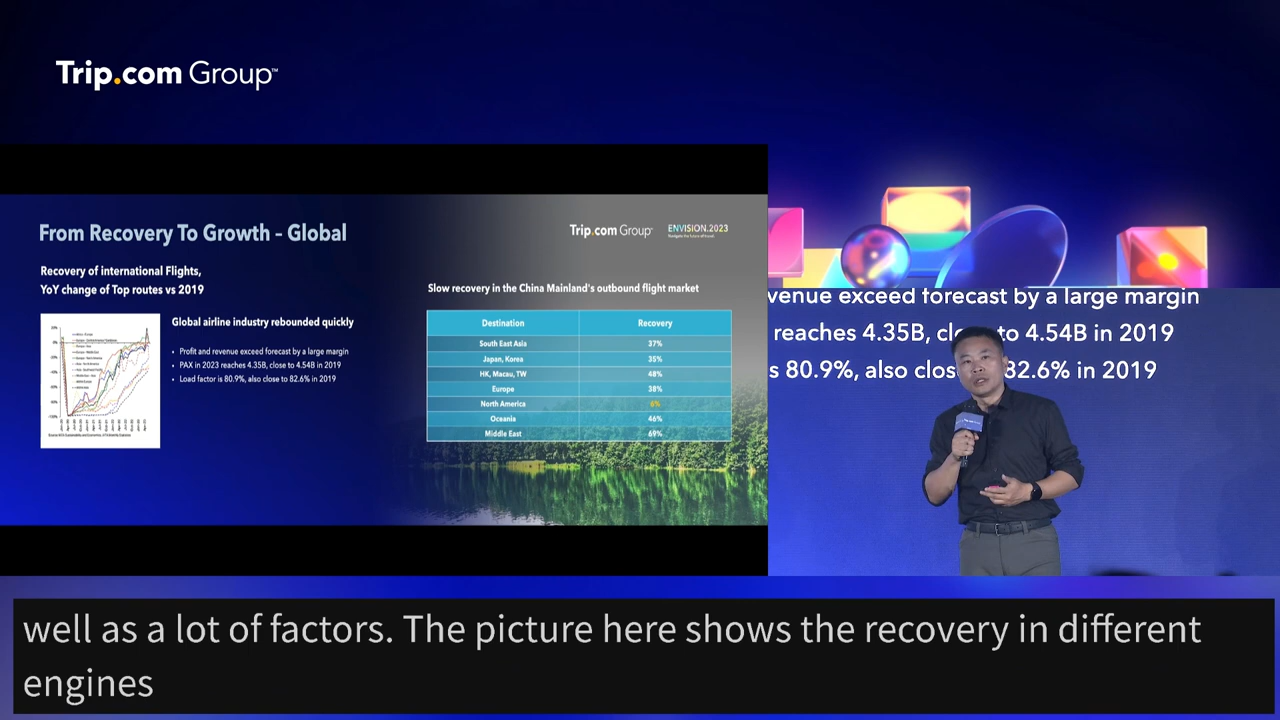 Trip.com Group™
From Recovery To Growth – Global
Trip.com Group
ENVISION.2023
Recovery of international Flights,
YoY change of Top routes vs 2019
Slow recovery in the China Mainland's outbound flight market
Global airline industry rebounded quickly
• Profit and revenue exceed forecast by a large margin
• PAX in 2023 reaches 4.35B, close to 4.54B in 2019
• Load factor is 80.9%, also close to 82.6% in 2019
Destination Recovery
South East Asia 37%
Japan, Korea 35%
HK, Macau, TW 48%
Europe 38%
North America 6%
Oceania 46%
Middle East 69%
venue exceed forecast by a large margin
reaches 4.35B, clo to 4.54B in 2019
s 80.9%, also clos 82.6% in 2019
well as a lot of factors. The picture here shows the recovery in different
engines